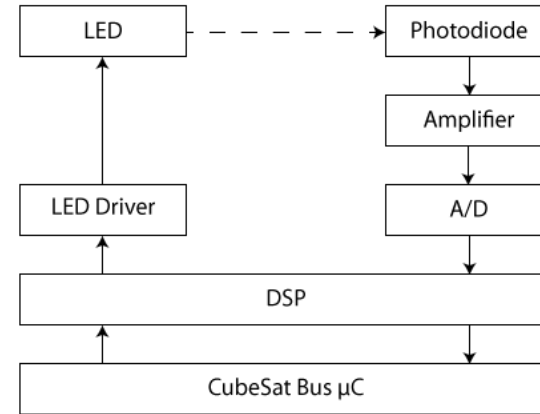 LED
Photodiode
Amplifier
LED Driver
A/D
DSP
CubeSat Bus µC